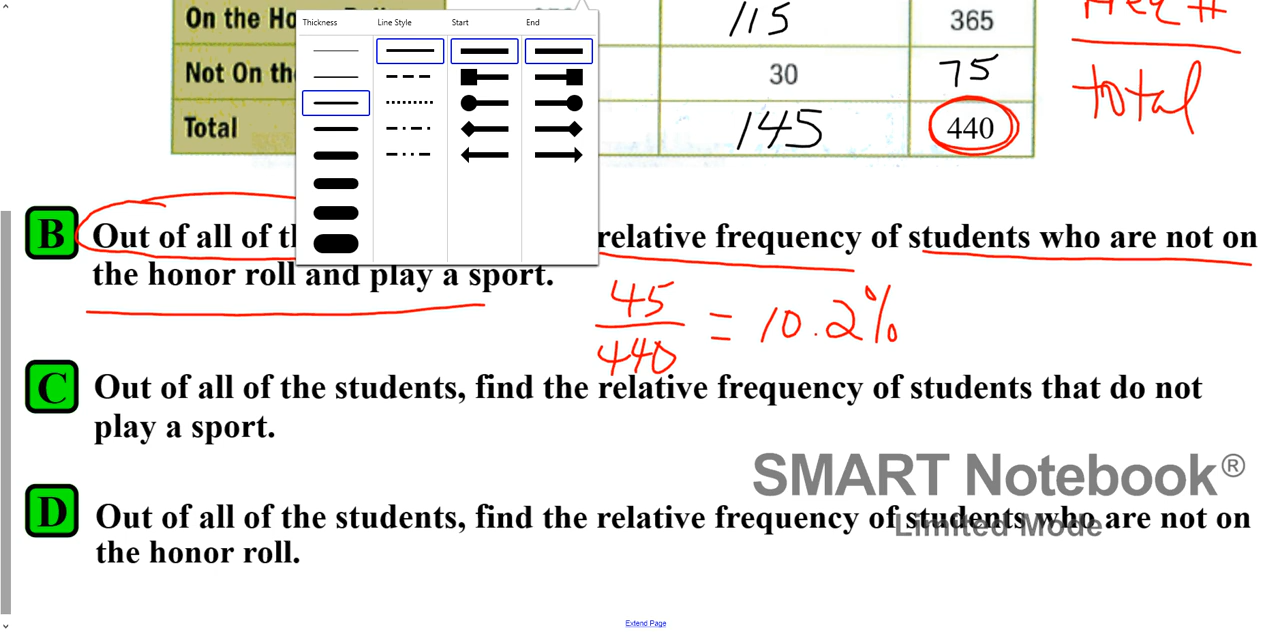 Thickness Line Style Start End
On the Ho 115 365
Not On th 30 75
Total 145 440
total
B Out of all of th relative frequency of students who are not on
the honor roll and play a sport.
45
440 = 10.2%
C Out of all of the students, find the relative frequency of students that do not
play a sport.
SMART Notebook®
Limited Mode
D Out of all of the students, find the relative frequency of students who are not on
the honor roll.
Extend Page